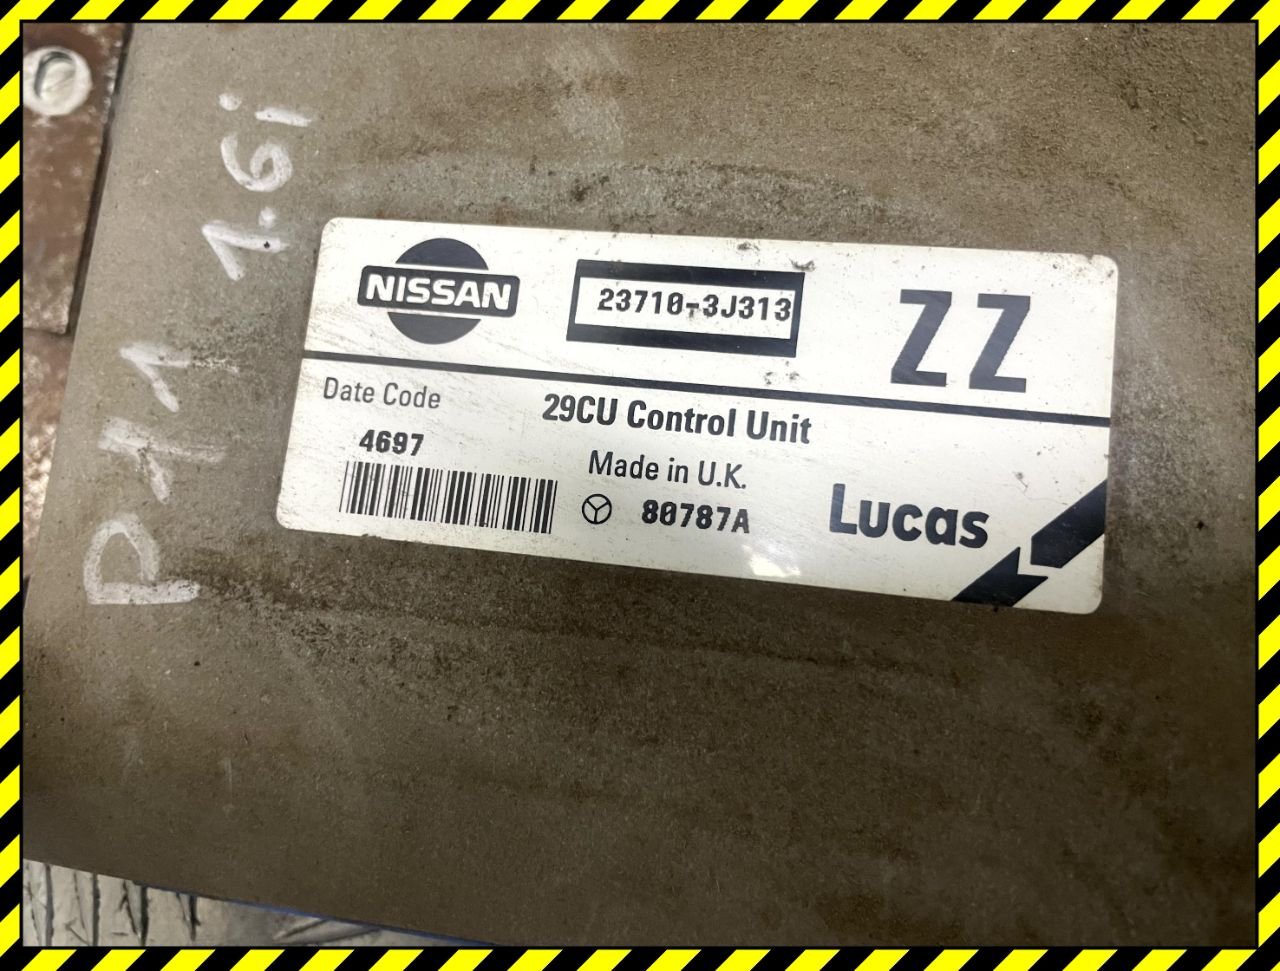 P11 1.6i
NISSAN
23710-3J313
ZZ
Date Code
4697
29CU Control Unit
Made in U.K.
80787A
Lucas